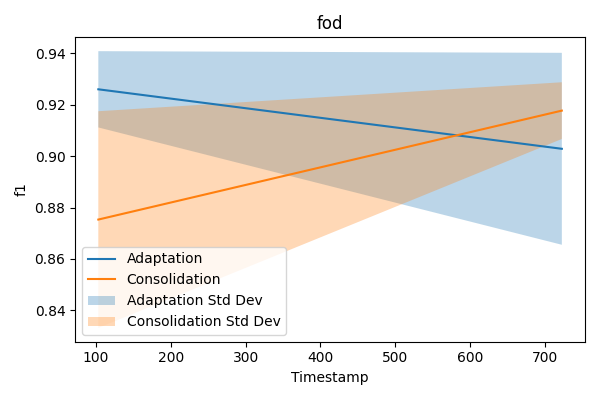 fod
f1
0.94
0.92
0.90
0.88
0.86
0.84
Adaptation
Consolidation
Adaptation Std Dev
Consolidation Std Dev
100 200 300 400 500 600 700
Timestamp